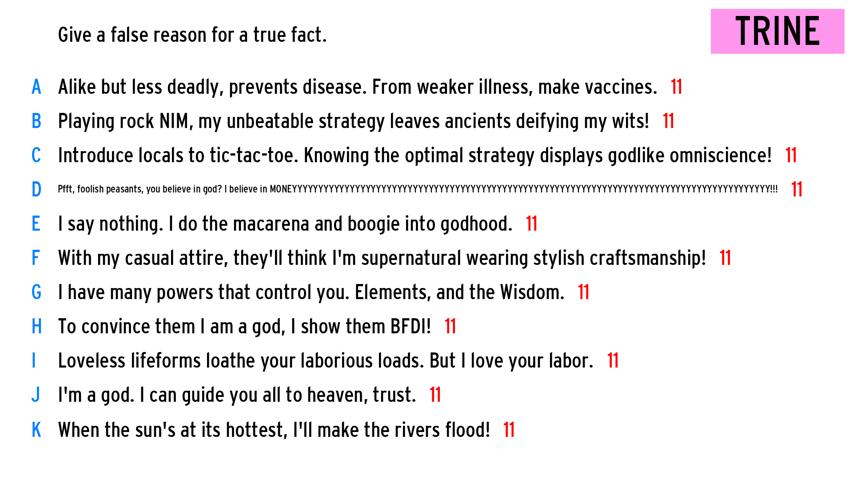 Give a false reason for a true fact.
TRINE
A Alike but less deadly, prevents disease. From weaker illness, make vaccines. 11
B Playing rock NIM, my unbeatable strategy leaves ancients deifying my wits! 11
C Introduce locals to tic-tac-toe. Knowing the optimal strategy displays godlike omniscience! 11
D Pfft, foolish peasants, you believe in god? I believe in MONEYYYYYYYYYYYYYYYYYYYYYYYYYYYYYYYYYYYYYYYYYYYYYYYYYYYYYYYYYYYYYYYYYYYYYYYYYYYYYYYYYYYYYYYYYYYYYY!!! 11
E I say nothing. I do the macarena and boogie into godhood. 11
F With my casual attire, they'll think I'm supernatural wearing stylish craftsmanship! 11
G I have many powers that control you. Elements, and the Wisdom. 11
H To convince them I am a god, I show them BFDI! 11
I Loveless lifeforms loathe your laborious loads. But I love your labor. 11
J I'm a god. I can guide you all to heaven, trust. 11
K When the sun's at its hottest, I'll make the rivers flood! 11